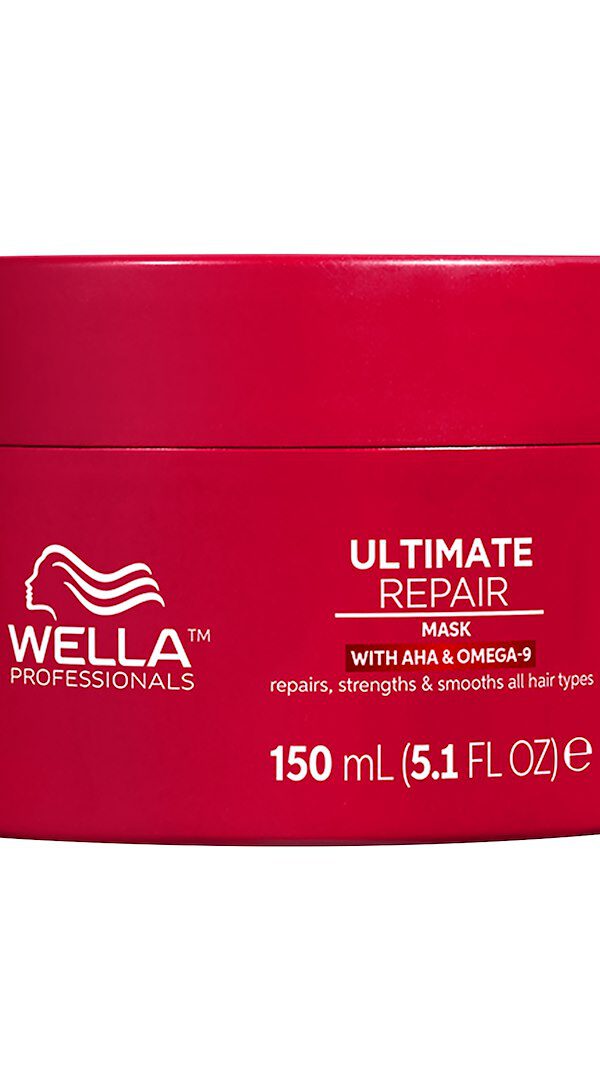 WELLA™
PROFESSIONALS
ULTIMATE
REPAIR
MASK
WITH AHA & OMEGA-9
repairs, strengths & smooths all hair types
150 mL (5.1 FL OZ) ℮